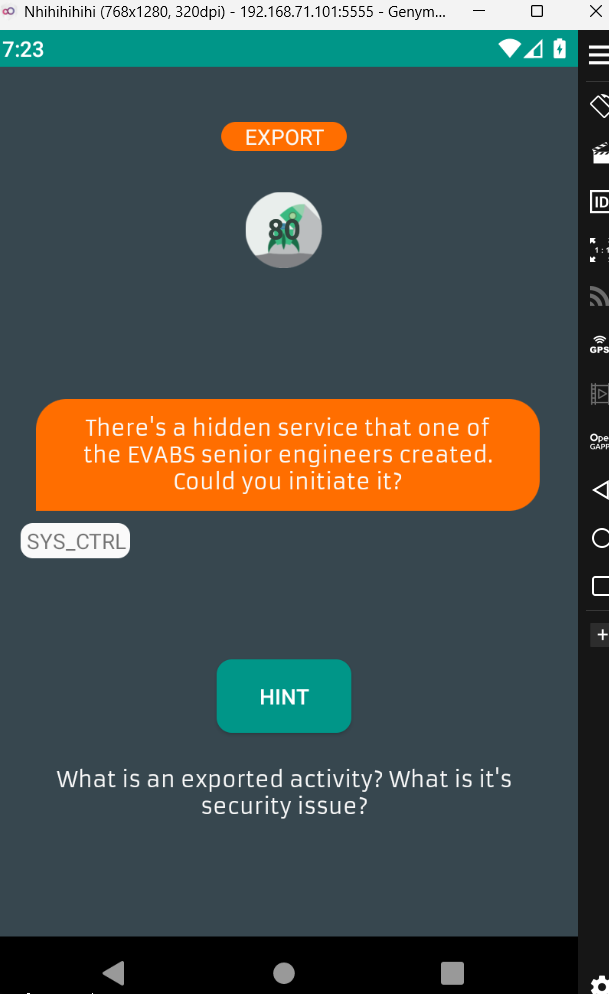 Nhihihihihi (768x1280, 320dpi) - 192.168.71.101:5555 - Genym...
7:23
EXPORT
80
There's a hidden service that one of
the EVABS senior engineers created.
Could you initiate it?
SYS_CTRL
HINT
What is an exported activity? What is it's
security issue?
ID
1:1
GPS
Ope
GAPP